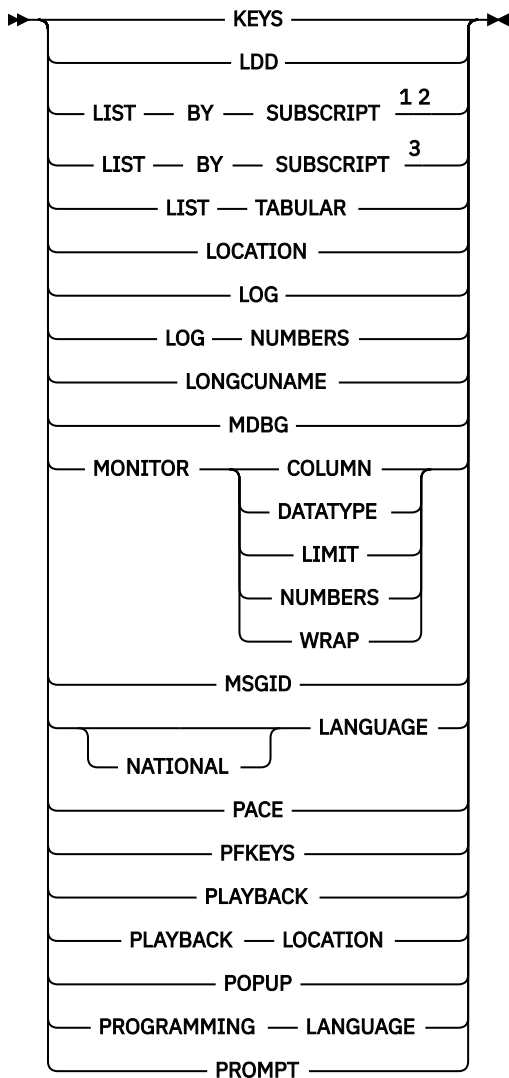 KEYS
LDD
LIST BY SUBSCRIPT 1 2
LIST BY SUBSCRIPT 3
LIST TABULAR
LOCATION
LOG
LOG NUMBERS
LONGCUNAME
MDBG
MONITOR COLUMN
DATATYPE
LIMIT
NUMBERS
WRAP
MSGID
LANGUAGE
NATIONAL
PACE
PFKEYS
PLAYBACK
PLAYBACK LOCATION
POPUP
PROGRAMMING LANGUAGE
PROMPT